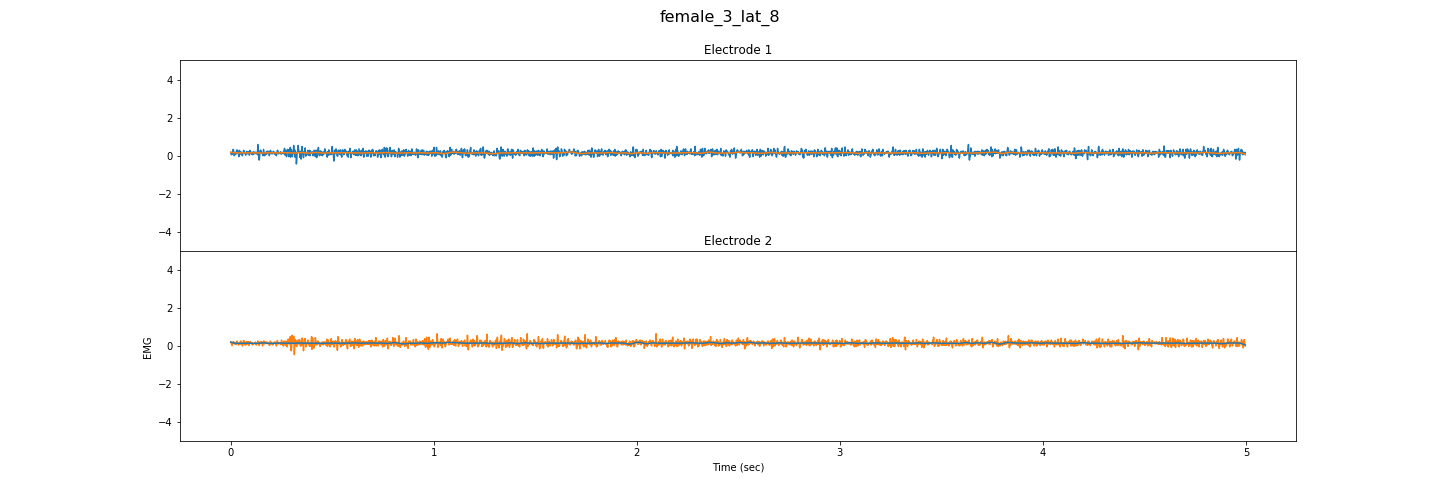 female_3_lat_8
Electrode 1
4
2
0
−2
−4
Electrode 2
4
2
0
−2
−4
EMG
0 1 2 3 4 5
Time (sec)